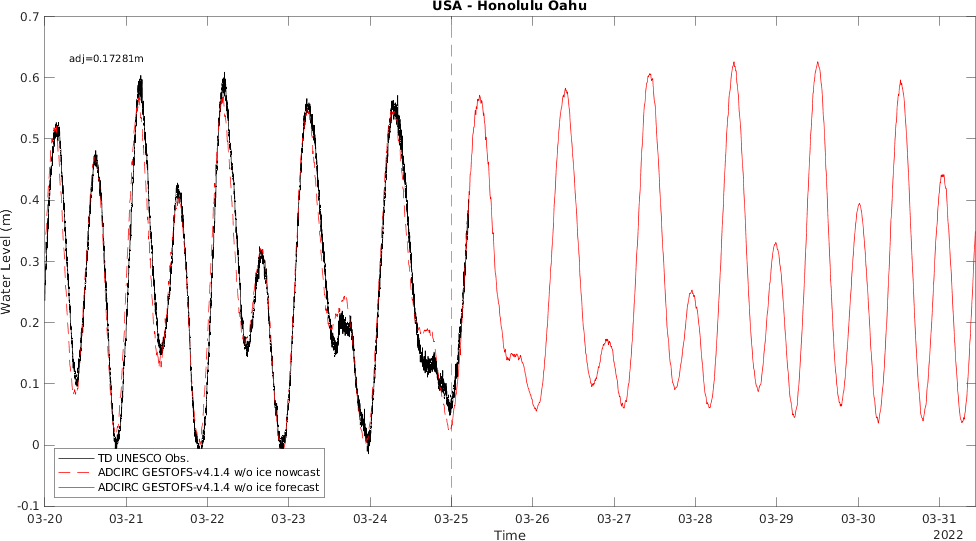 USA - Honolulu Oahu
0.7
adj=0.17281m
0.6
0.5
0.4
0.3
0.2
0.1
0
-0.1
Water Level (m)
TD UNESCO Obs.
ADCIRC GESTOFS-v4.1.4 w/o ice nowcast
ADCIRC GESTOFS-v4.1.4 w/o ice forecast
03-20 03-21 03-22 03-23 03-24 03-25 03-26 03-27 03-28 03-29 03-30 03-31
Time
2022